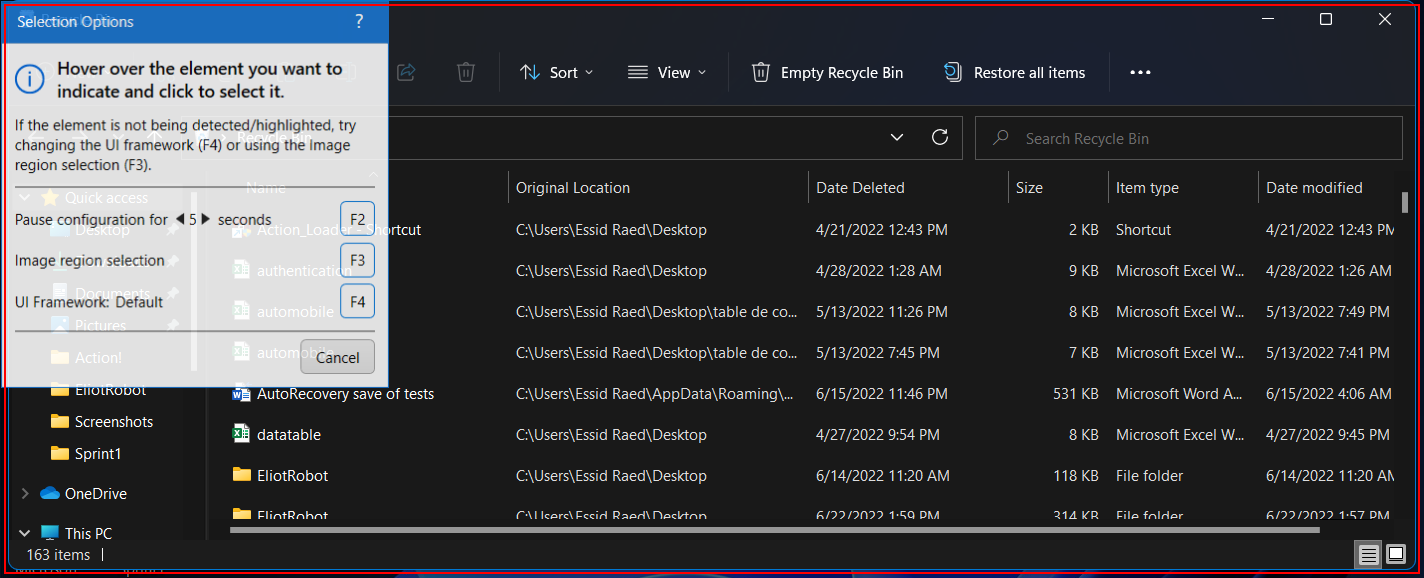 Selection Options ?
Hover over the element you want to
indicate and click to select it.
If the element is not being detected/highlighted, try
changing the UI framework (F4) or using the Image
region selection (F3).
Pause configuration for 5 seconds F2
Image region selection F3
UI Framework: Default F4
Cancel
Sort View Empty Recycle Bin Restore all items
Recycle Bin
Search Recycle Bin
Name Original Location Date Deleted Size Item type Date modified
Action_Loader - Shortcut C:\Users\Essid Raed\Desktop 4/21/2022 12:43 PM 2 KB Shortcut 4/21/2022 12:43 PM
authentication C:\Users\Essid Raed\Desktop 4/28/2022 1:28 AM 9 KB Microsoft Excel W... 4/28/2022 1:26 AM
automobile C:\Users\Essid Raed\Desktop\table de co... 5/13/2022 11:26 PM 8 KB Microsoft Excel W... 5/13/2022 7:49 PM
automobile C:\Users\Essid Raed\Desktop\table de co... 5/13/2022 7:45 PM 7 KB Microsoft Excel W... 5/13/2022 7:41 PM
AutoRecovery save of tests C:\Users\Essid Raed\AppData\Roaming\... 6/15/2022 11:46 PM 531 KB Microsoft Word A... 6/15/2022 4:06 AM
datatable C:\Users\Essid Raed\Desktop 4/27/2022 9:54 PM 8 KB Microsoft Excel W... 4/27/2022 9:45 PM
EliotRobot C:\Users\Essid Raed\Desktop 6/14/2022 11:20 AM 118 KB File folder 6/14/2022 11:20 AM
EliotRobot C:\Users\Essid Raed\Desktop 6/22/2022 1:59 PM 314 KB File folder 6/22/2022 1:57 PM
Quick access
Desktop
Documents
Pictures
Action!
EliotRobot
Screenshots
Sprint1
OneDrive
This PC
163 items